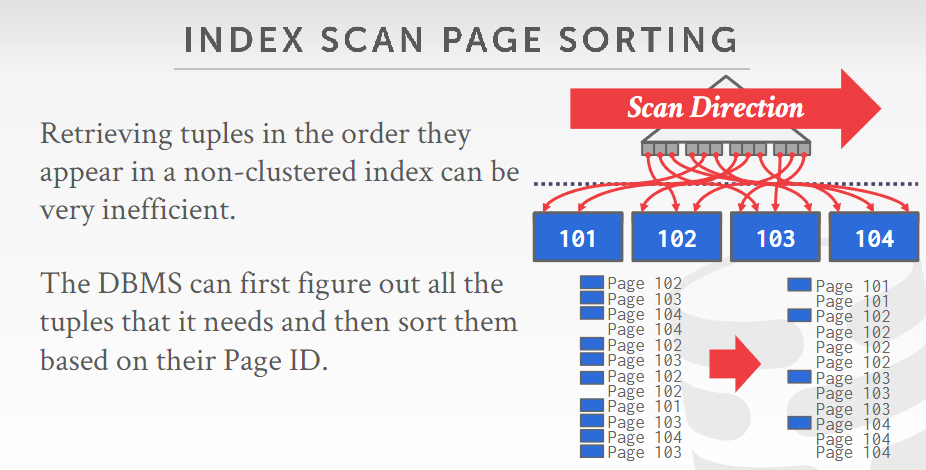 INDEX SCAN PAGE SORTING
Retrieving tuples in the order they
appear in a non-clustered index can be
very inefficient.
The DBMS can first figure out all the
tuples that it needs and then sort them
based on their Page ID.
Scan Direction
101
102
103
104
Page 102
Page 103
Page 104
Page 104
Page 102
Page 103
Page 102
Page 102
Page 101
Page 103
Page 104
Page 103
Page 101
Page 101
Page 102
Page 102
Page 102
Page 102
Page 103
Page 103
Page 103
Page 104
Page 104
Page 104